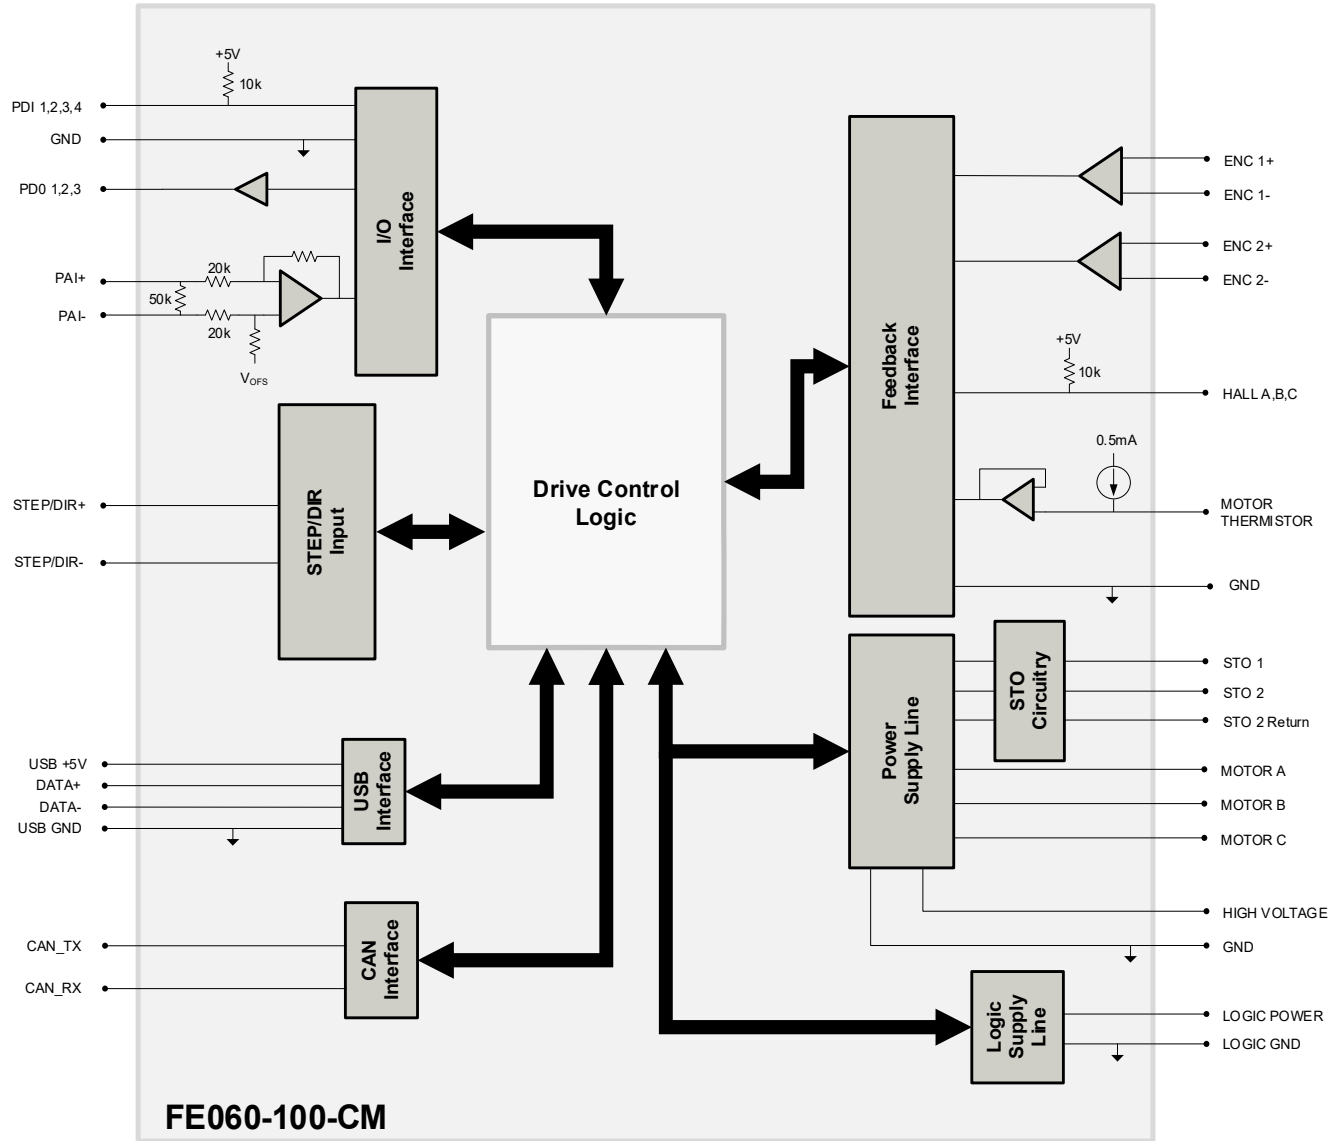 +5V
10k
PDI 1,2,3,4
GND
PD0 1,2,3
I/O
Interface
PAI+
20k
50k
PAI-
20k
VOFS
STEP/DIR+
STEP/DIR-
STEP/DIR
Input
Drive Control
Logic
Feedback
Interface
ENC 1+
ENC 1-
ENC 2+
ENC 2-
+5V
10k
HALL A,B,C
0.5mA
MOTOR
THERMISTOR
GND
USB +5V
DATA+
DATA-
USB GND
USB
Interface
CAN_TX
CAN_RX
CAN
Interface
Power
Supply Line
STO
Circuitry
STO 1
STO 2
STO 2 Return
MOTOR A
MOTOR B
MOTOR C
HIGH VOLTAGE
GND
Logic
Supply
Line
LOGIC POWER
LOGIC GND
FE060-100-CM